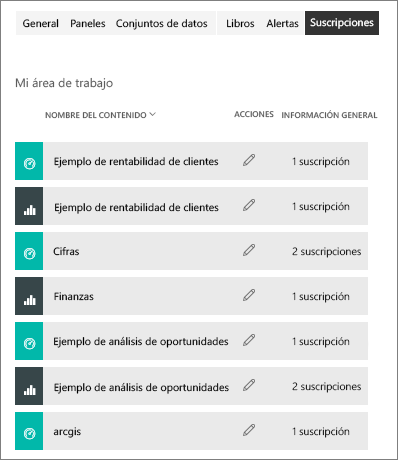 General Paneles Conjuntos de datos Libros Alertas Suscripciones
Mi área de trabajo
NOMBRE DEL CONTENIDO ACCIONES INFORMACIÓN GENERAL
Ejemplo de rentabilidad de clientes 1 suscripción
Ejemplo de rentabilidad de clientes 1 suscripción
Cifras 2 suscripciones
Finanzas 1 suscripción
Ejemplo de análisis de oportunidades 1 suscripción
Ejemplo de análisis de oportunidades 2 suscripciones
arcgis 1 suscripción